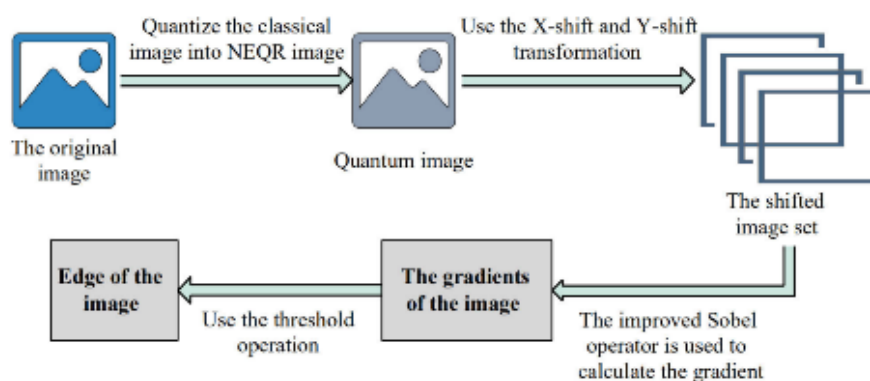 Quantize the classical
image into NEQR image
Use the X-shift and Y-shift
transformation
The original
image
Quantum image
The shifted
image set
Edge of the
image
The gradients
of the image
Use the threshold
operation
The improved Sobel
operator is used to
calculate the gradient